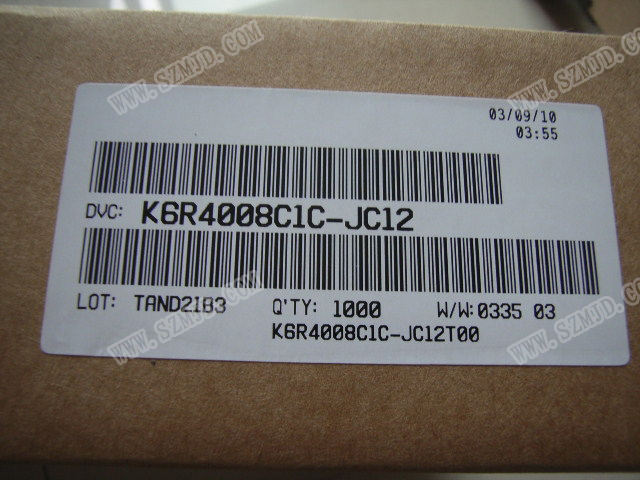 03/09/10
03:55
DVC: K6R4008C1C-JC12
LOT: TAND21B3 Q'TY: 1000 W/W:0335 03
K6R4008C1C-JC12T00
WWW.SZMJD.COM
WWW.SZMJD.COM
WWW.SZMJD.COM
WWW.SZMJD.COM